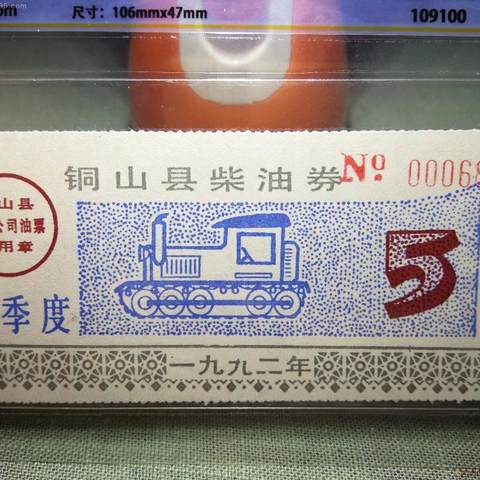 尺寸: 106mmx47mm
109100
铜山县柴油券
Nº 00068
山县
公司油票
用章
季度
5
一九九二年